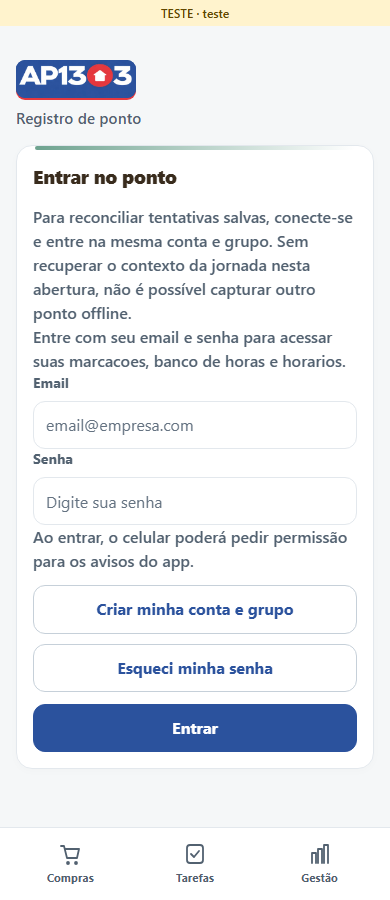 TESTE · teste
AP1303
Registro de ponto
Entrar no ponto
Para reconciliar tentativas salvas, conecte-se
e entre na mesma conta e grupo. Sem
recuperar o contexto da jornada nesta
abertura, não é possível capturar outro
ponto offline.
Entre com seu email e senha para acessar
suas marcacoes, banco de horas e horarios.
Email
email@empresa.com
Senha
Digite sua senha
Ao entrar, o celular poderá pedir permissão
para os avisos do app.
Criar minha conta e grupo
Esqueci minha senha
Entrar
Compras
Tarefas
Gestão